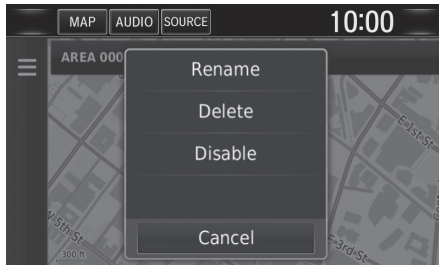 MAP AUDIO SOURCE 10:00
AREA 000
Rename
Delete
Disable
Cancel
E-1st-St
N-5th-St
E-3rd-St
300 ft